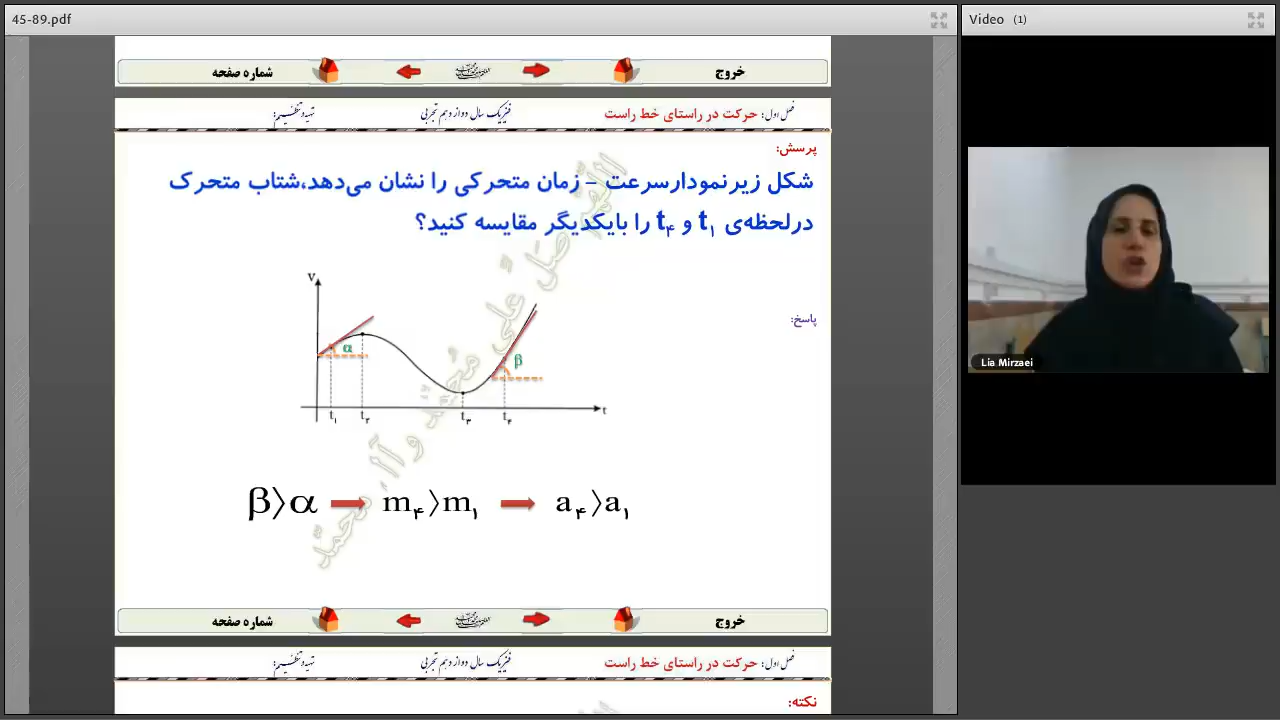 45-89.pdf
Video (1)
شماره صفحه
خروج
فصل اول: حرکت در راستای خط راست
فیزیک سال دوازدهم تجربی
تهیه و تنظیم:
پرسش:
شکل زیرنمودارسرعت – زمان متحرکی را نشان می‌دهد،شتاب متحرک
درلحظه‌ی t۱ و t۴ را بایکدیگر مقایسه کنید؟
پاسخ:
V
α
β
t۱ t۲ t۳ t۴ t
β〉α m۴〉m۱ a۴〉a۱
اللّهُمَّ صَلِّ عَلَی مُحَمَّد وَ آلِ مُحَمَّد
شماره صفحه
خروج
فصل اول: حرکت در راستای خط راست
فیزیک سال دوازدهم تجربی
تهیه و تنظیم:
نکته:
Lia Mirzaei